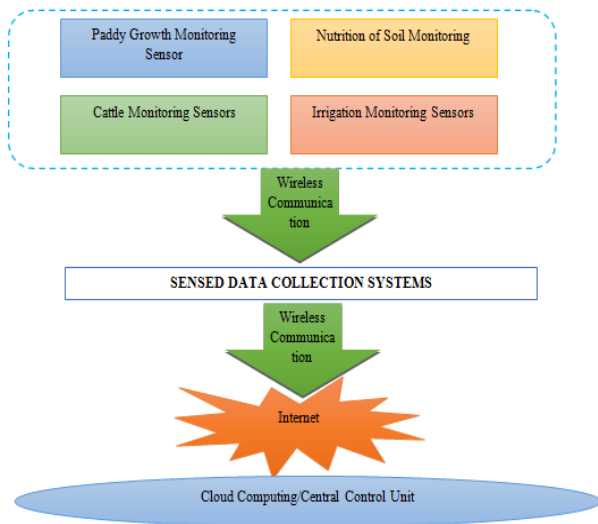 Paddy Growth Monitoring
Sensor
Nutrition of Soil Monitoring
Cattle Monitoring Sensors
Irrigation Monitoring Sensors
Wireless
Communica
tion
SENSED DATA COLLECTION SYSTEMS
Wireless
Communica
tion
Internet
Cloud Computing/Central Control Unit